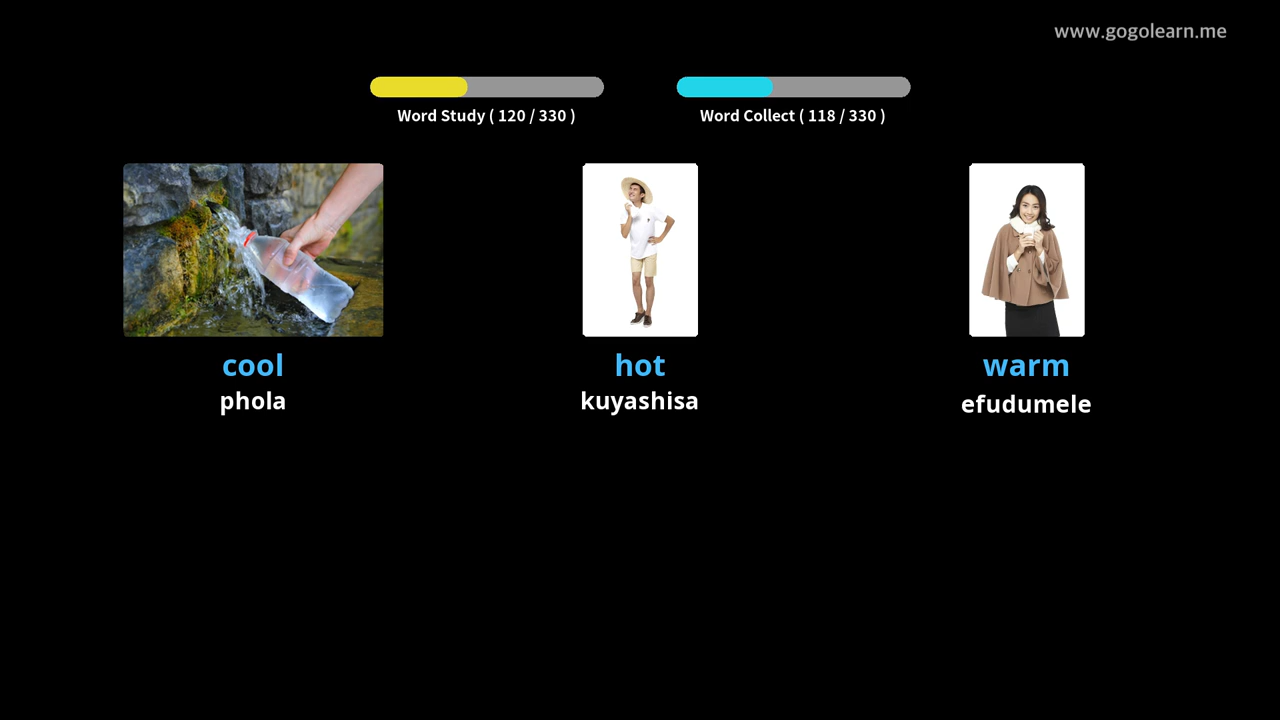 www.gogolearn.me
Word Study ( 120 / 330 )
Word Collect ( 118 / 330 )
cool
phola
hot
kuyashisa
warm
efudumele